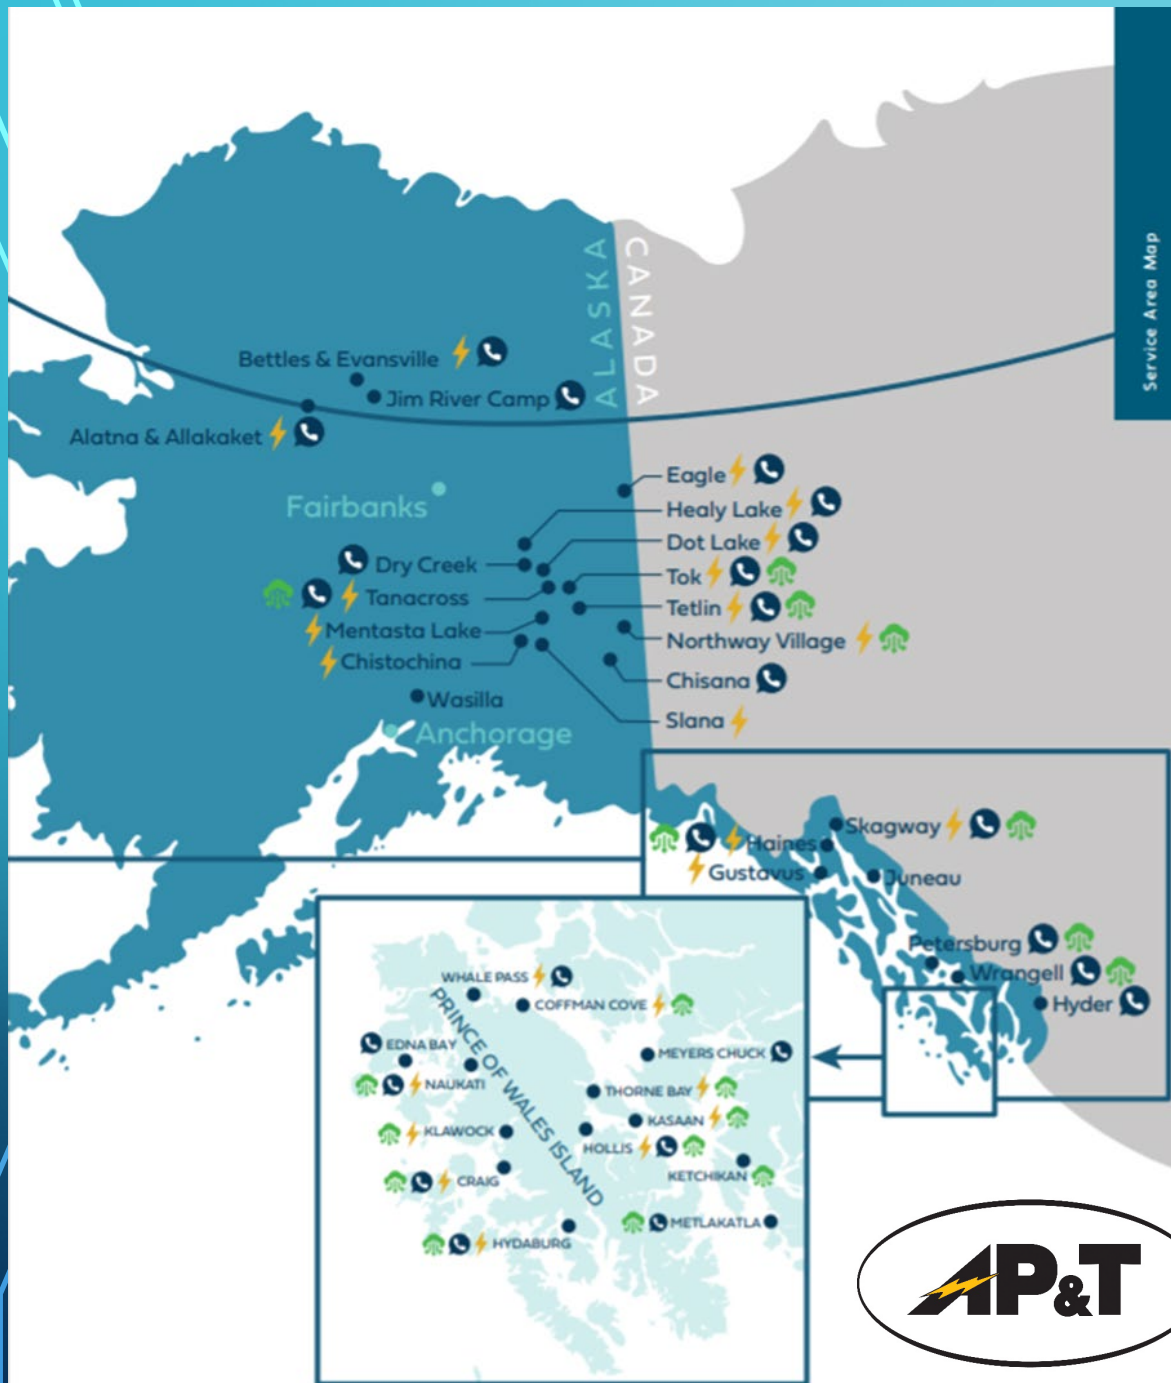 Service Area Map
ALASKA
CANADA
Bettles & Evansville
Jim River Camp
Alatna & Allakaket
Fairbanks
Eagle
Healy Lake
Dot Lake
Dry Creek
Tok
Tanacross
Tetlin
Mentasta Lake
Northway Village
Chistochina
Chisana
Wasilla
Slana
Anchorage
Skagway
Haines
Gustavus
Juneau
Petersburg
Wrangell
Hyder
WHALE PASS
COFFMAN COVE
PRINCE OF WALES ISLAND
EDNA BAY
MEYERS CHUCK
NAUKATI
THORNE BAY
KASAAN
KLAWOCK
HOLLIS
KETCHIKAN
CRAIG
METLAKATLA
HYDABURG
AP&T